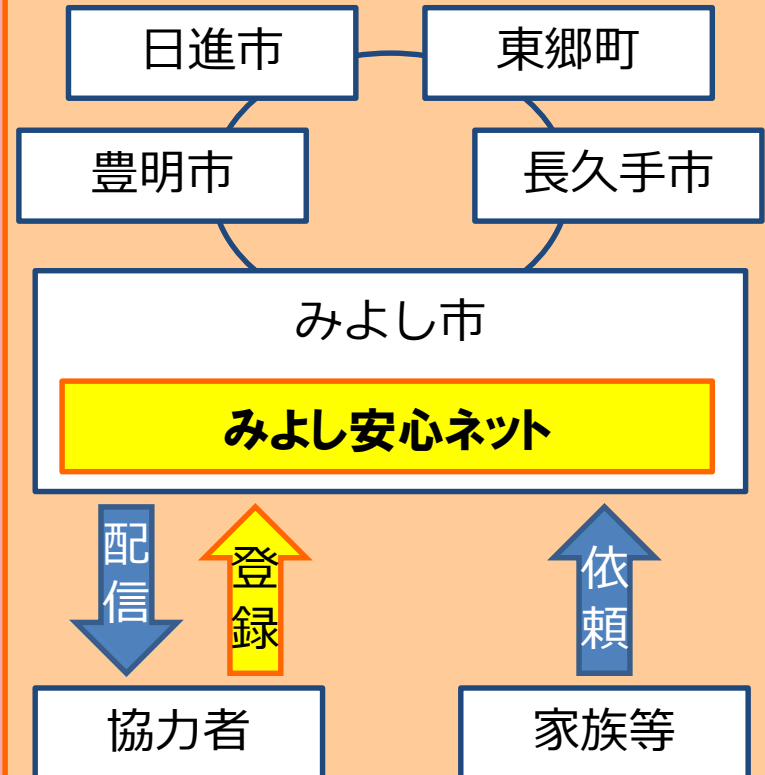 日進市
東郷町
豊明市
長久手市
みよし市
みよし安心ネット
配信
登録
依頼
協力者
家族等